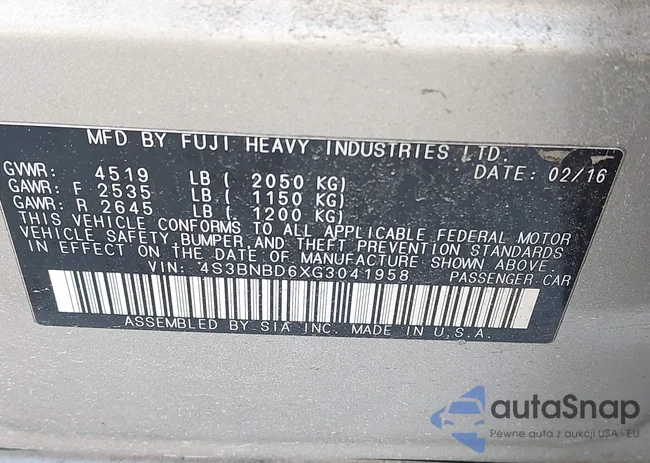 MFD BY FUJI HEAVY INDUSTRIES LTD.
GVWR: 4519 LB ( 2050 KG) DATE: 02/16
GAWR: F 2535 LB ( 1150 KG)
GAWR: R 2645 LB ( 1200 KG)
THIS VEHICLE CONFORMS TO ALL APPLICABLE FEDERAL MOTOR
VEHICLE SAFETY, BUMPER AND THEFT PREVENTION STANDARDS
IN EFFECT ON THE DATE OF MANUFACTURE SHOWN ABOVE.
VIN: 4S3BNBD6XG3041958 PASSENGER CAR
ASSEMBLED BY SIA INC. MADE IN U.S.A.
autaSnap
Pewne auta z aukcji USA i EU